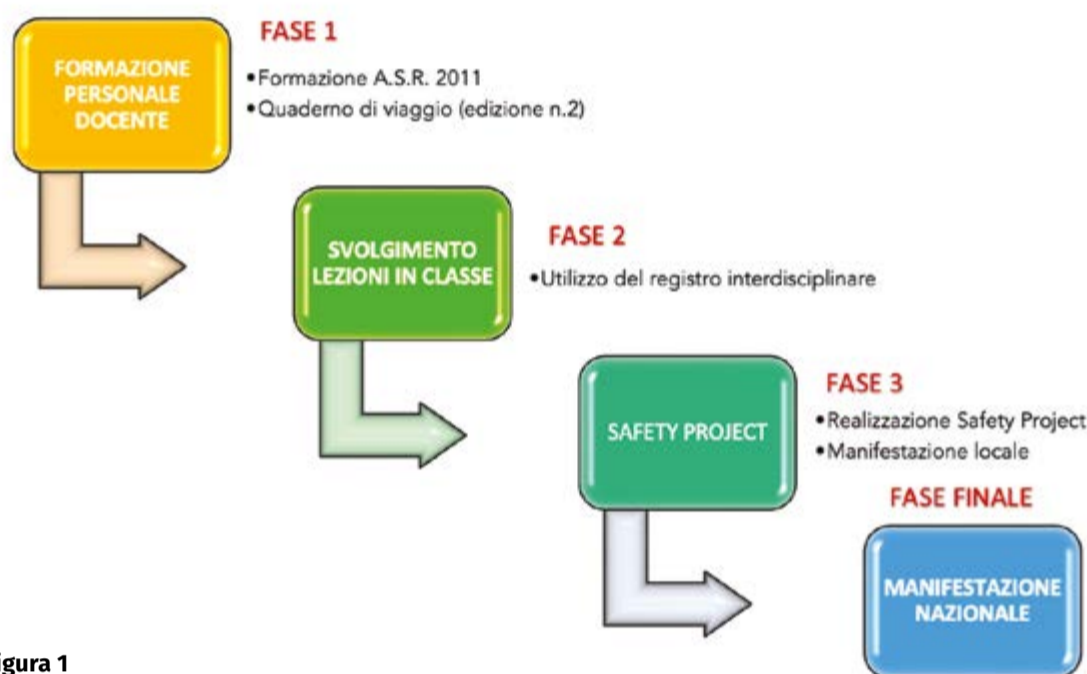 FASE 1
FORMAZIONE
PERSONALE
DOCENTE
•Formazione A.S.R. 2011
•Quaderno di viaggio (edizione n.2)
FASE 2
SVOLGIMENTO
LEZIONI IN CLASSE
•Utilizzo del registro interdisciplinare
FASE 3
SAFETY PROJECT
•Realizzazione Safety Project
•Manifestazione locale
FASE FINALE
MANIFESTAZIONE
NAZIONALE
igura 1